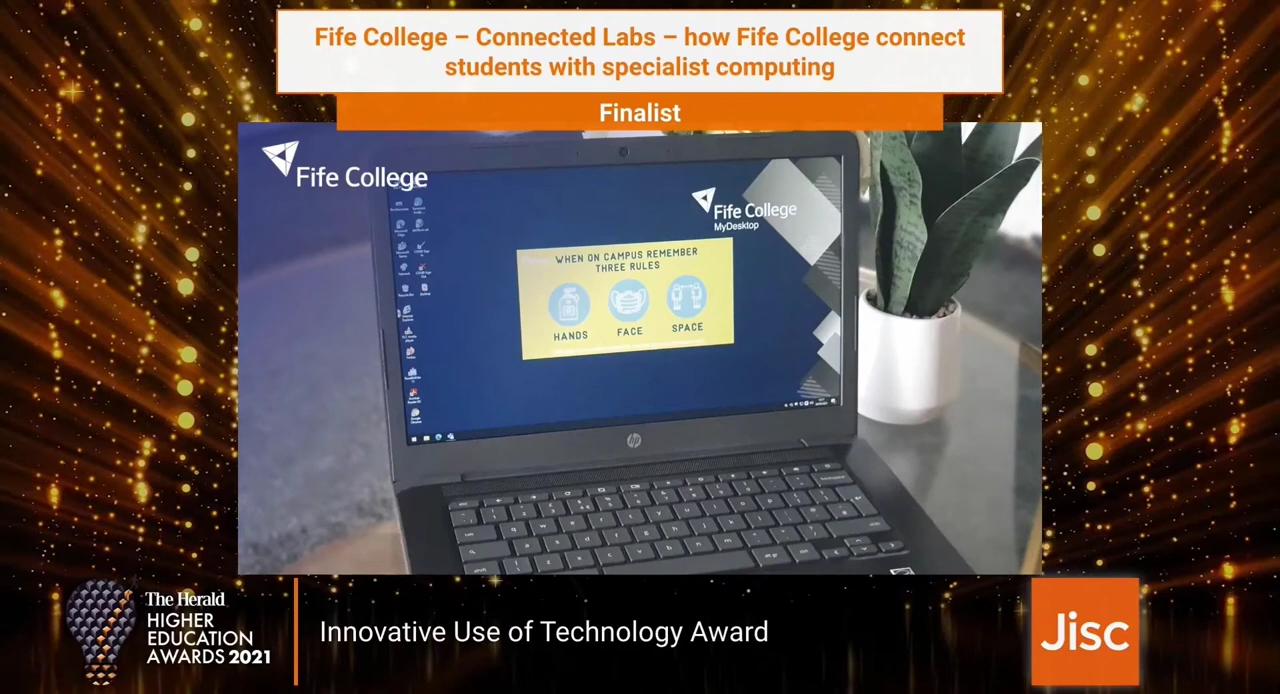 Fife College – Connected Labs – how Fife College connect
students with specialist computing
Finalist
Fife College
Fife College
MyDesktop
WHEN ON CAMPUS REMEMBER
THREE RULES
HANDS
FACE
SPACE
hp
The Herald
HIGHER
EDUCATION
AWARDS 2021
Innovative Use of Technology Award
Jisc